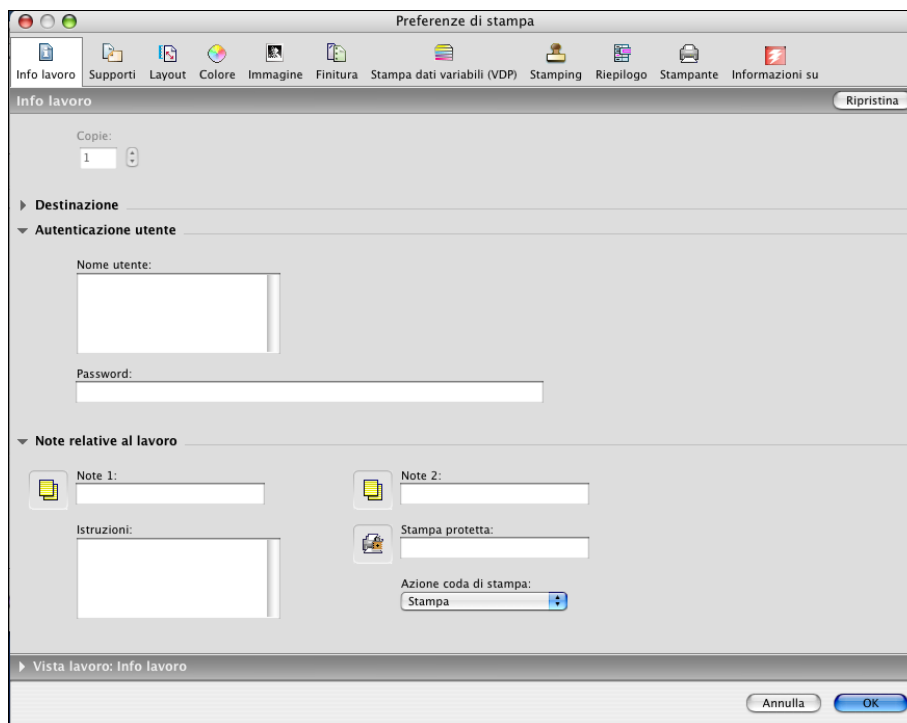 Preferenze di stampa
Info lavoro Supporti Layout Colore Immagine Finitura Stampa dati variabili (VDP) Stamping Riepilogo Stampante Informazioni su
Info lavoro Ripristina
Copie:
1
Destinazione
Autenticazione utente
Nome utente:
Password:
Note relative al lavoro
Note 1: Note 2:
Istruzioni: Stampa protetta:
Azione coda di stampa:
Stampa
Vista lavoro: Info lavoro
Annulla OK